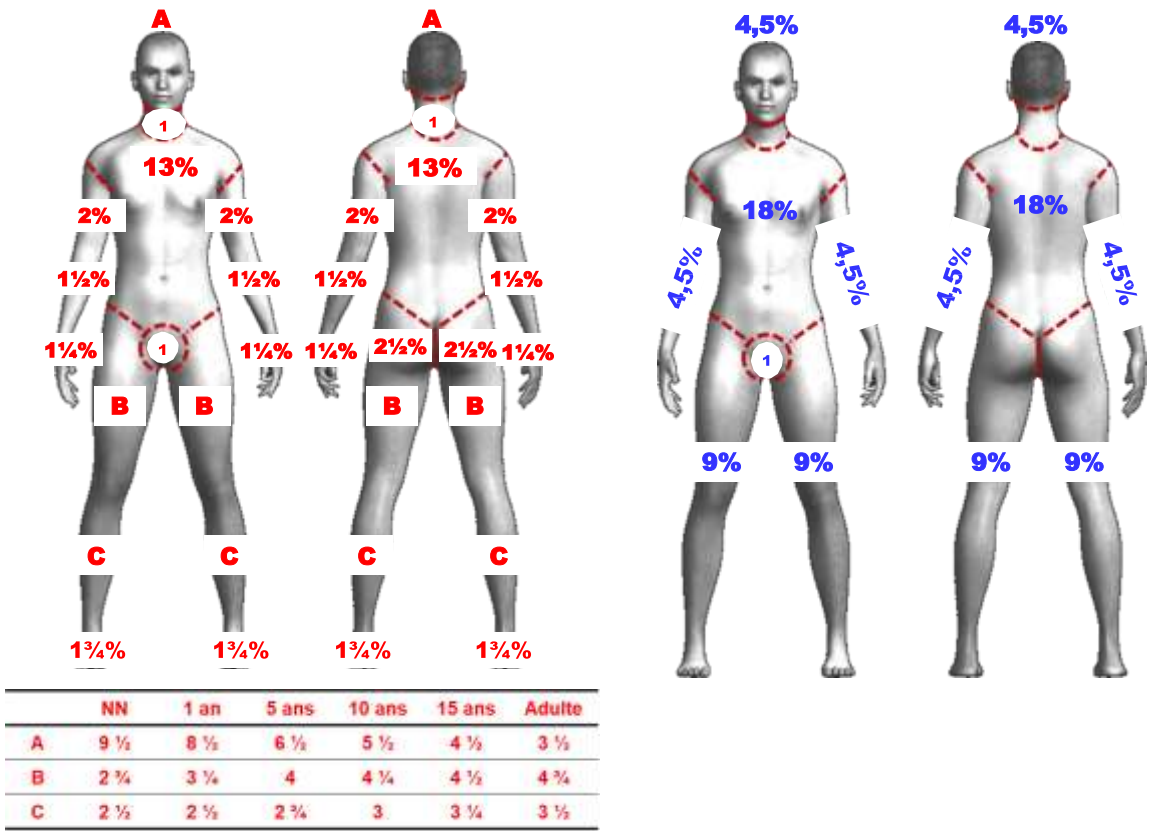 A A 4,5% 4,5%
1 1
13% 13%
2% 2% 2% 2% 18% 18%
1½% 1½% 1½% 1½% 4,5% 4,5% 4,5% 4,5%
1¼% 1 1¼% 1¼% 2½% 2½% 1¼% 1
B B B B
9% 9% 9% 9%
C C C C
1¾% 1¾% 1¾% 1¾%
NN 1 an 5 ans 10 ans 15 ans Adulte
A 9 ½ 8 ½ 6 ½ 5 ½ 4 ½ 3 ½
B 2 ¾ 3 ¼ 4 4 ¼ 4 ½ 4 ¾
C 2 ½ 2 ½ 2 ¾ 3 3 ¼ 3 ½